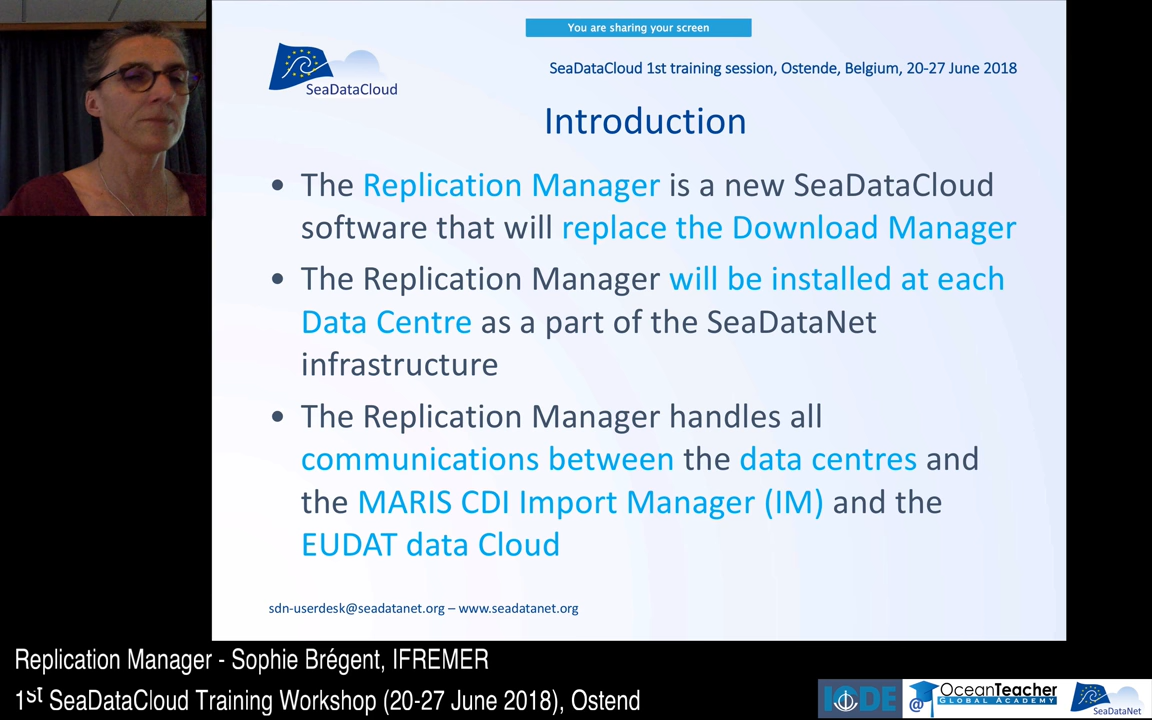 You are sharing your screen
SeaDataCloud
SeaDataCloud 1st training session, Ostende, Belgium, 20-27 June 2018
Introduction
• The Replication Manager is a new SeaDataCloud
software that will replace the Download Manager
• The Replication Manager will be installed at each
Data Centre as a part of the SeaDataNet
infrastructure
• The Replication Manager handles all
communications between the data centres and
the MARIS CDI Import Manager (IM) and the
EUDAT data Cloud
sdn-userdesk@seadatanet.org – www.seadatanet.org
Replication Manager - Sophie Brégent, IFREMER
1st SeaDataCloud Training Workshop (20-27 June 2018), Ostend
IODE
@ OceanTeacher
GLOBAL ACADEMY
SeaDataNet